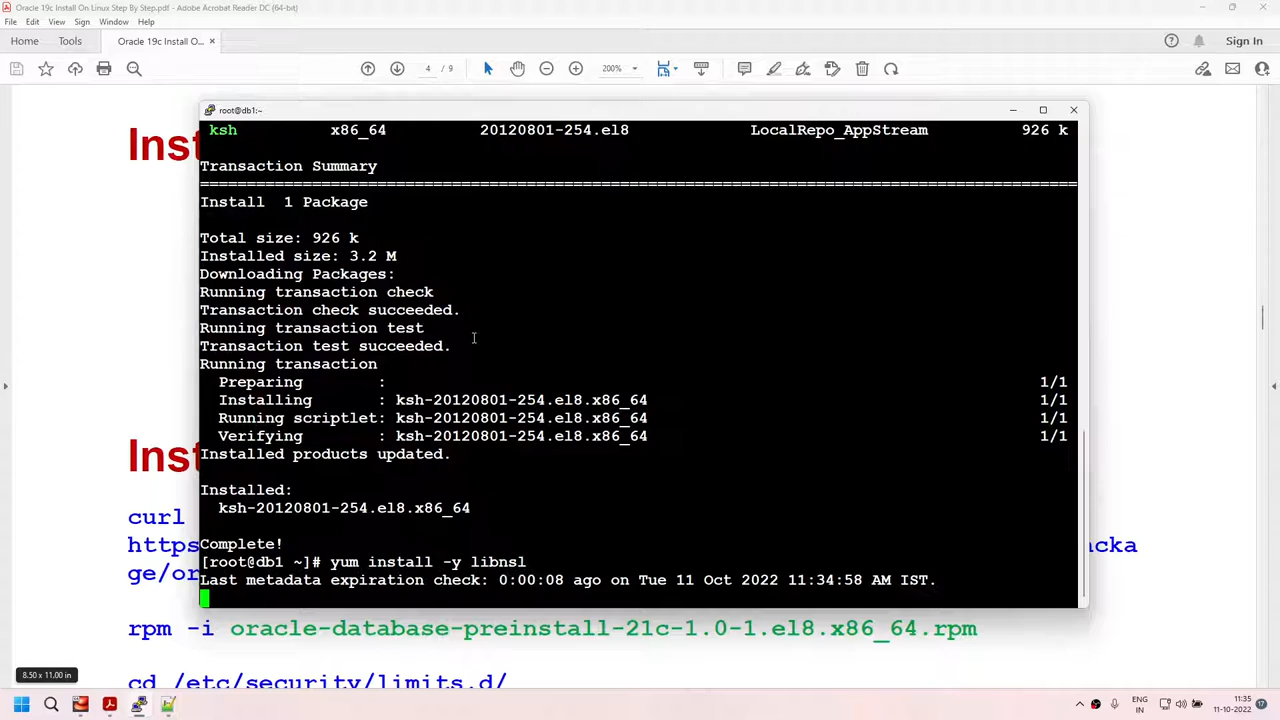 Oracle 19c Install On Linux Step By Step.pdf - Adobe Acrobat Reader DC (64-bit)
File Edit View Sign Window Help
Home Tools Oracle 19c Install O... × Sign In
4 / 9 200%
root@db1:~
ksh x86_64 20120801-254.el8 LocalRepo_AppStream 926 k
Transaction Summary
================================================================================
Install 1 Package
Total size: 926 k
Installed size: 3.2 M
Downloading Packages:
Running transaction check
Transaction check succeeded.
Running transaction test
Transaction test succeeded.
Running transaction
Preparing : 1/1
Installing : ksh-20120801-254.el8.x86_64 1/1
Running scriptlet: ksh-20120801-254.el8.x86_64 1/1
Verifying : ksh-20120801-254.el8.x86_64 1/1
Installed products updated.
Installed:
ksh-20120801-254.el8.x86_64
Complete!
[root@db1 ~]# yum install -y libnsl
Last metadata expiration check: 0:00:08 ago on Tue 11 Oct 2022 11:34:58 AM IST.
Inst
Inst
curl
https cka
ge/or
rpm -i oracle-database-preinstall-21c-1.0-1.el8.x86_64.rpm
cd /etc/security/limits.d/
8.50 x 11.00 in
ENG
IN
11:35
11-10-2022
17